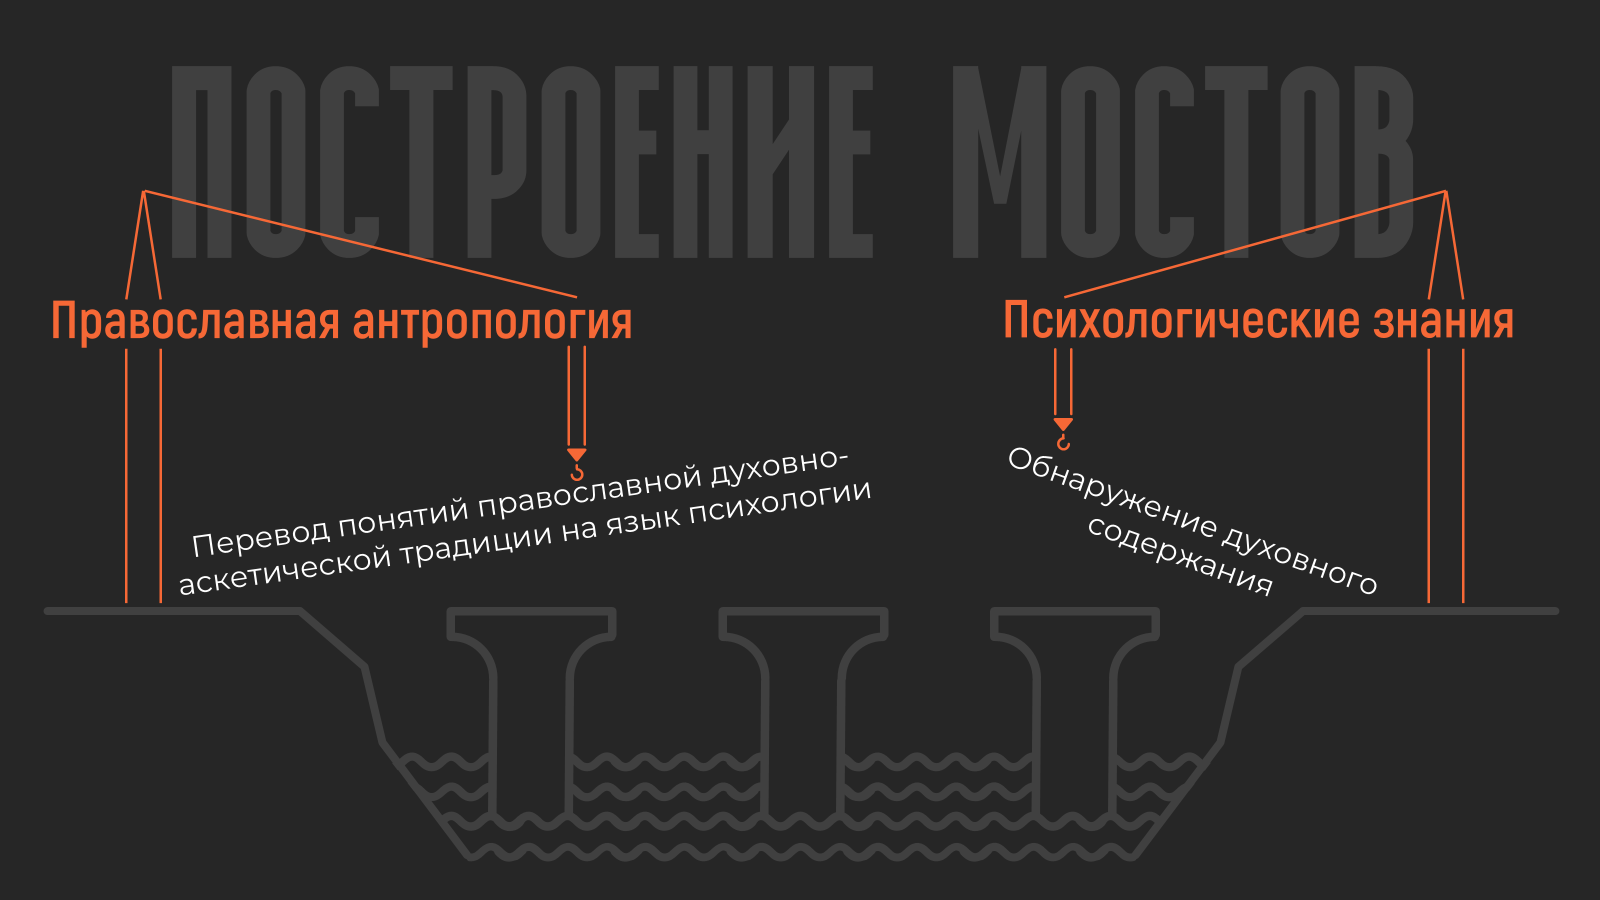 ПОСТРОЕНИЕ МОСТОВ
Православная антропология
Психологические знания
Перевод понятий православной духовно-
аскетической традиции на язык психологии
Обнаружение духовного
содержания